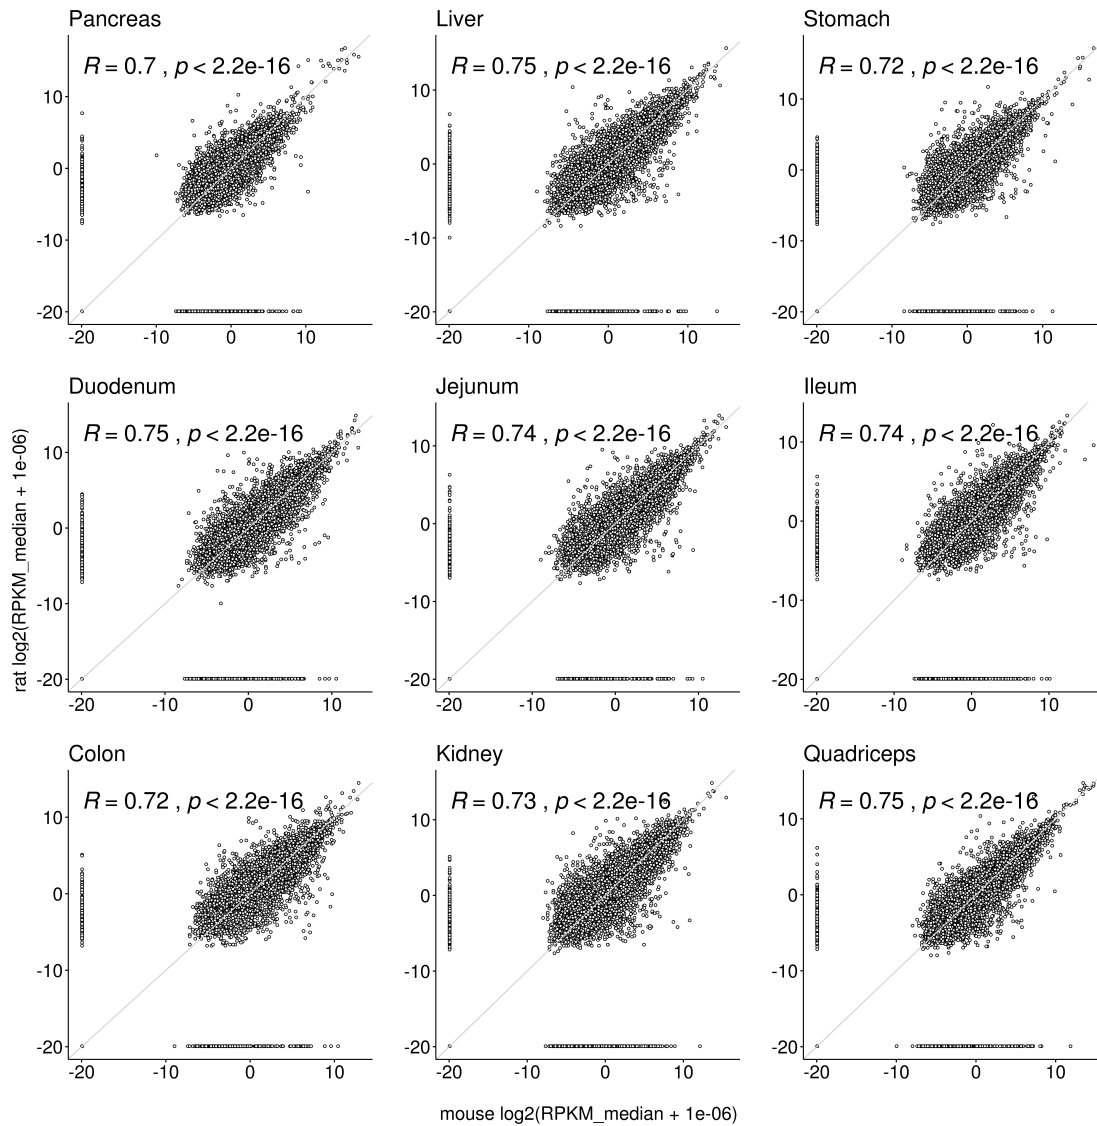 Pancreas
R = 0.7 , p < 2.2e-16
10
0
-10
-20
-20 -10 0 10
Liver
R = 0.75 , p < 2.2e-16
10
0
-10
-20
-20 -10 0 10
Stomach
R = 0.72 , p < 2.2e-16
10
0
-10
-20
-20 -10 0 10
Duodenum
R = 0.75 , p < 2.2e-16
10
0
-10
-20
-20 -10 0 10
Jejunum
R = 0.74 , p < 2.2e-16
10
0
-10
-20
-20 -10 0 10
Ileum
R = 0.74 , p < 2.2e-16
10
0
-10
-20
-20 -10 0 10
Colon
R = 0.72 , p < 2.2e-16
10
0
-10
-20
-20 -10 0 10
Kidney
R = 0.73 , p < 2.2e-16
10
0
-10
-20
-20 -10 0 10
Quadriceps
R = 0.75 , p < 2.2e-16
10
0
-10
-20
-20 -10 0 10
rat log2(RPKM_median + 1e-06)
mouse log2(RPKM_median + 1e-06)